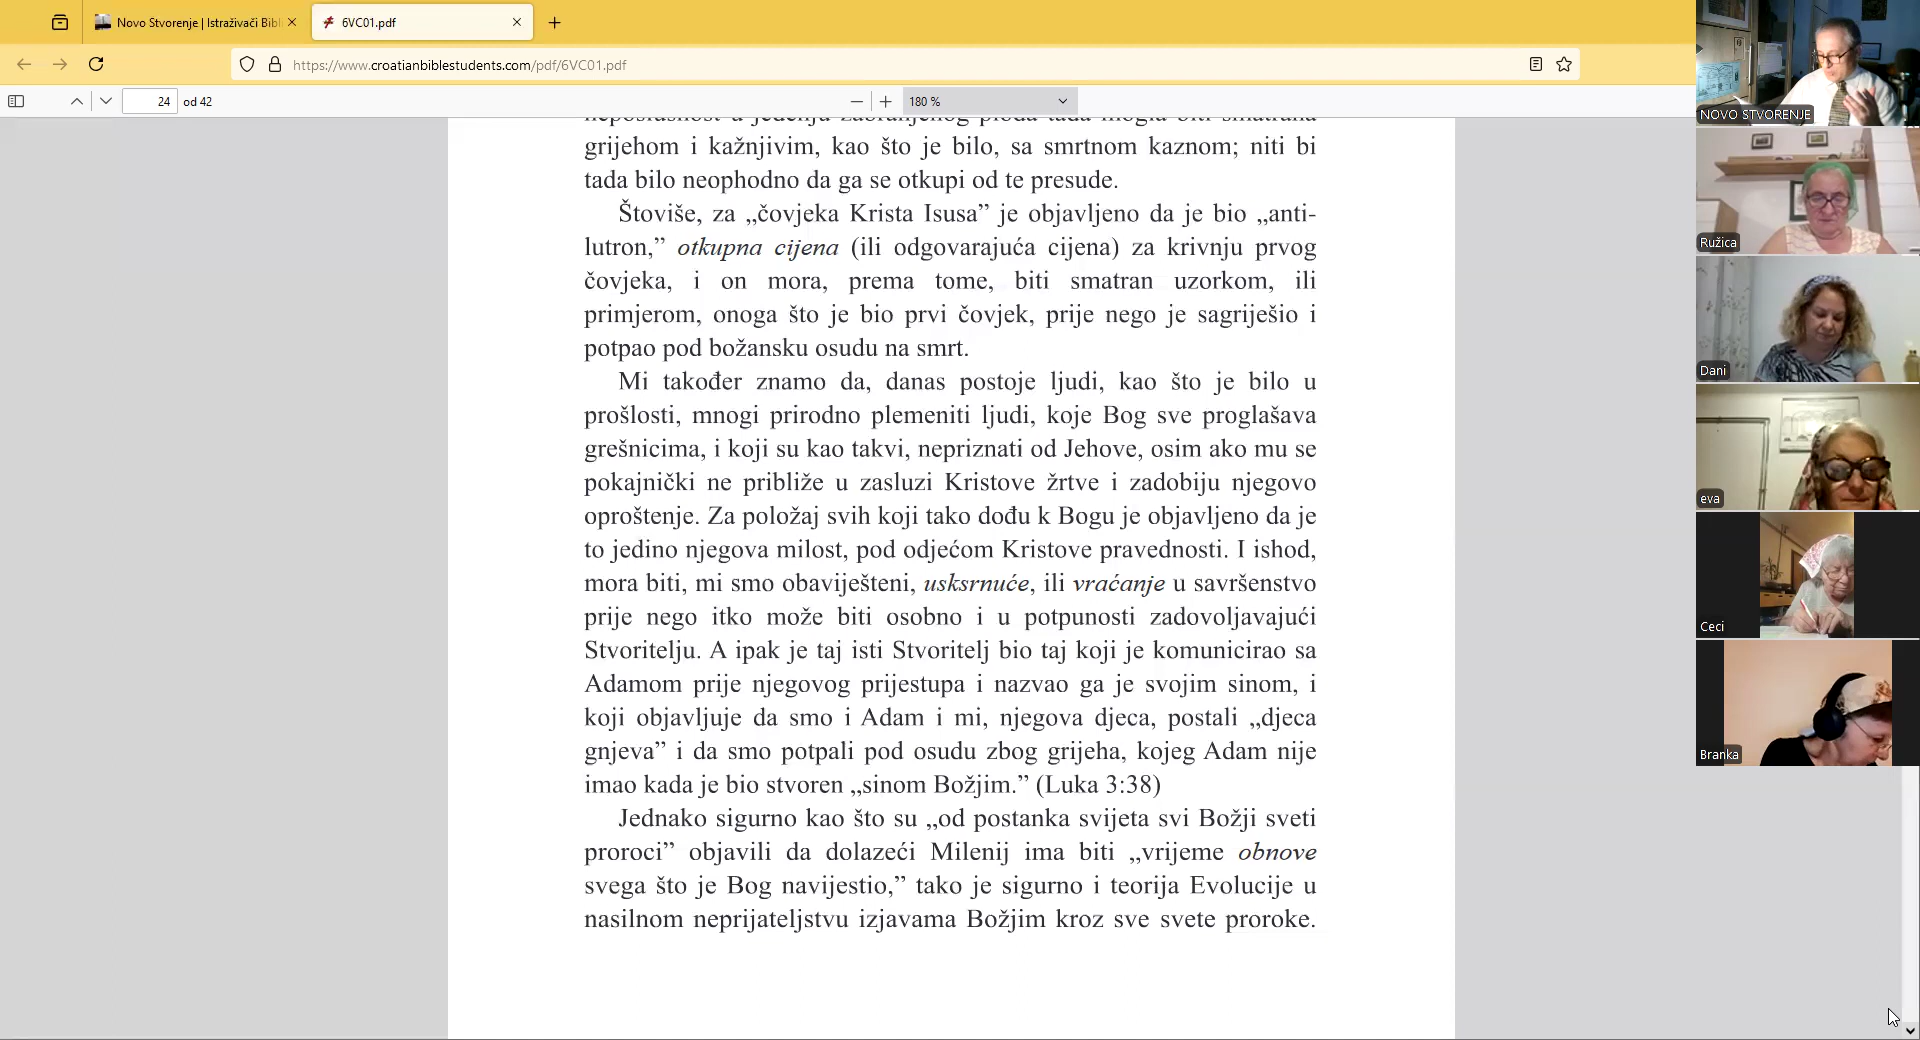 Novo Stvorenje | Istraživači Bibl
6VC01.pdf
https://www.croatianbiblestudents.com/pdf/6VC01.pdf
24 od 42
180 %
neposlušnost u jedenju zabranjenog ploda tada mogla biti smatrana
grijehom i kažnjivim, kao što je bilo, sa smrtnom kaznom; niti bi
tada bilo neophodno da ga se otkupi od te presude.
Štoviše, za „čovjeka Krista Isusa” je objavljeno da je bio „anti-
lutron,” otkupna cijena (ili odgovarajuća cijena) za krivnju prvog
čovjeka, i on mora, prema tome, biti smatran uzorkom, ili
primjerom, onoga što je bio prvi čovjek, prije nego je sagriješio i
potpao pod božansku osudu na smrt.
Mi također znamo da, danas postoje ljudi, kao što je bilo u
prošlosti, mnogi prirodno plemeniti ljudi, koje Bog sve proglašava
grešnicima, i koji su kao takvi, nepriznati od Jehove, osim ako mu se
pokajnički ne približe u zasluzi Kristove žrtve i zadobiju njegovo
oproštenje. Za položaj svih koji tako dođu k Bogu je objavljeno da je
to jedino njegova milost, pod odjećom Kristove pravednosti. I ishod,
mora biti, mi smo obaviješteni, usksrnuće, ili vraćanje u savršenstvo
prije nego itko može biti osobno i u potpunosti zadovoljavajući
Stvoritelju. A ipak je taj isti Stvoritelj bio taj koji je komunicirao sa
Adamom prije njegovog prijestupa i nazvao ga je svojim sinom, i
koji objavljuje da smo i Adam i mi, njegova djeca, postali „djeca
gnjeva” i da smo potpali pod osudu zbog grijeha, kojeg Adam nije
imao kada je bio stvoren „sinom Božjim.” (Luka 3:38)
Jednako sigurno kao što su „od postanka svijeta svi Božji sveti
proroci” objavili da dolazeći Milenij ima biti „vrijeme obnove
svega što je Bog navijestio,” tako je sigurno i teorija Evolucije u
nasilnom neprijateljstvu izjavama Božjim kroz sve svete proroke.
NOVO STVORENJE
Ružica
Dani
eva
Ceci
Branka